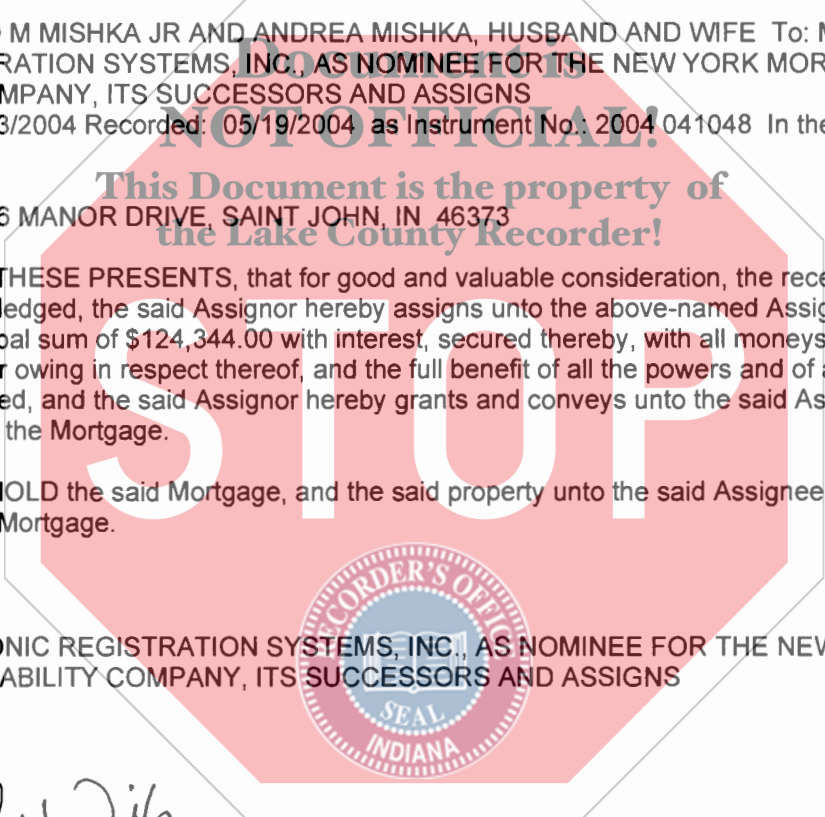 M MISHKA JR AND ANDREA MISHKA, HUSBAND AND WIFE To:
RATION SYSTEMS, INC., AS NOMINEE FOR THE NEW YORK MOR
MPANY, ITS SUCCESSORS AND ASSIGNS
3/2004 Recorded: 05/19/2004 as Instrument No.: 2004 041048 In the
Document is
NOT OFFICIAL!
This Document is the property of
the Lake County Recorder!
6 MANOR DRIVE, SAINT JOHN, IN 46373
THESE PRESENTS, that for good and valuable consideration, the rece
ledged, the said Assignor hereby assigns unto the above-named Assig
pal sum of $124,344.00 with interest, secured thereby, with all moneys
r owing in respect thereof, and the full benefit of all the powers and of a
ed, and the said Assignor hereby grants and conveys unto the said As
the Mortgage.
STOP
HOLD the said Mortgage, and the said property unto the said Assignee
Mortgage.
RECORDER'S OFFICE
SEAL
INDIANA
ONIC REGISTRATION SYSTEMS, INC., AS NOMINEE FOR THE NEW
ABILITY COMPANY, ITS SUCCESSORS AND ASSIGNS